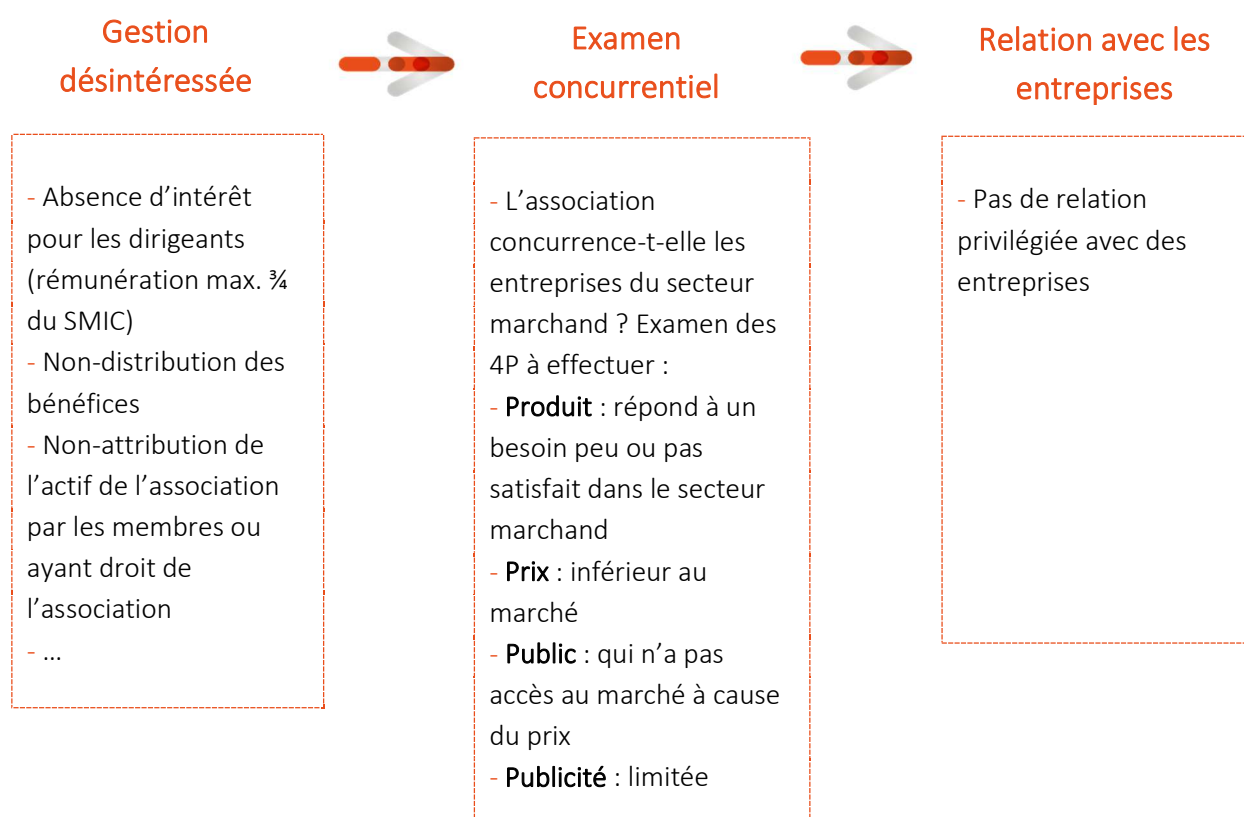 Gestion
désintéressée
Examen
concurrentiel
Relation avec les
entreprises
- Absence d’intérêt
pour les dirigeants
(rémunération max. ¾
du SMIC)
- Non-distribution des
bénéfices
- Non-attribution de
l’actif de l’association
par les membres ou
ayant droit de
l’association
- …
- L’association
concurrence-t-elle les
entreprises du secteur
marchand ? Examen des
4P à effectuer :
- Produit : répond à un
besoin peu ou pas
satisfait dans le secteur
marchand
- Prix : inférieur au
marché
- Public : qui n’a pas
accès au marché à cause
du prix
- Publicité : limitée
- Pas de relation
privilégiée avec des
entreprises